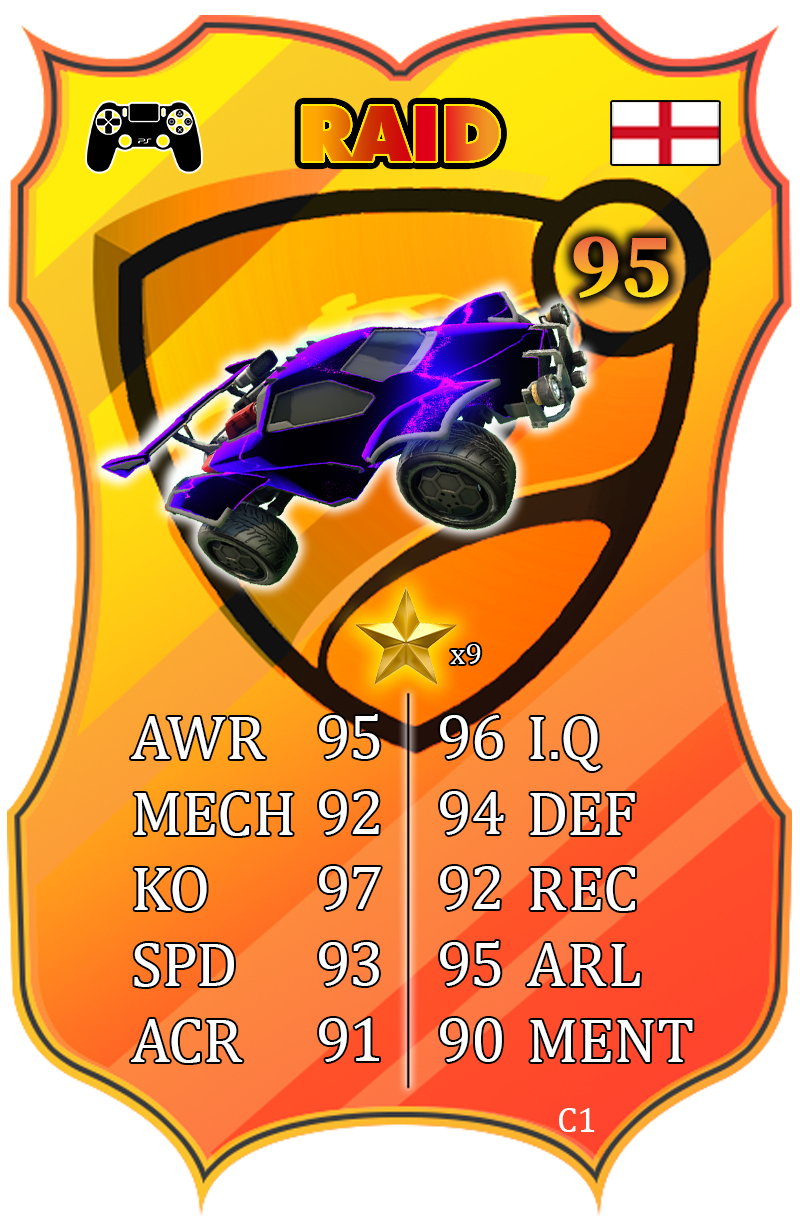 RAID
95
x9
AWR 95 96 I.Q
MECH 92 94 DEF
KO 97 92 REC
SPD 93 95 ARL
ACR 91 90 MENT
C1